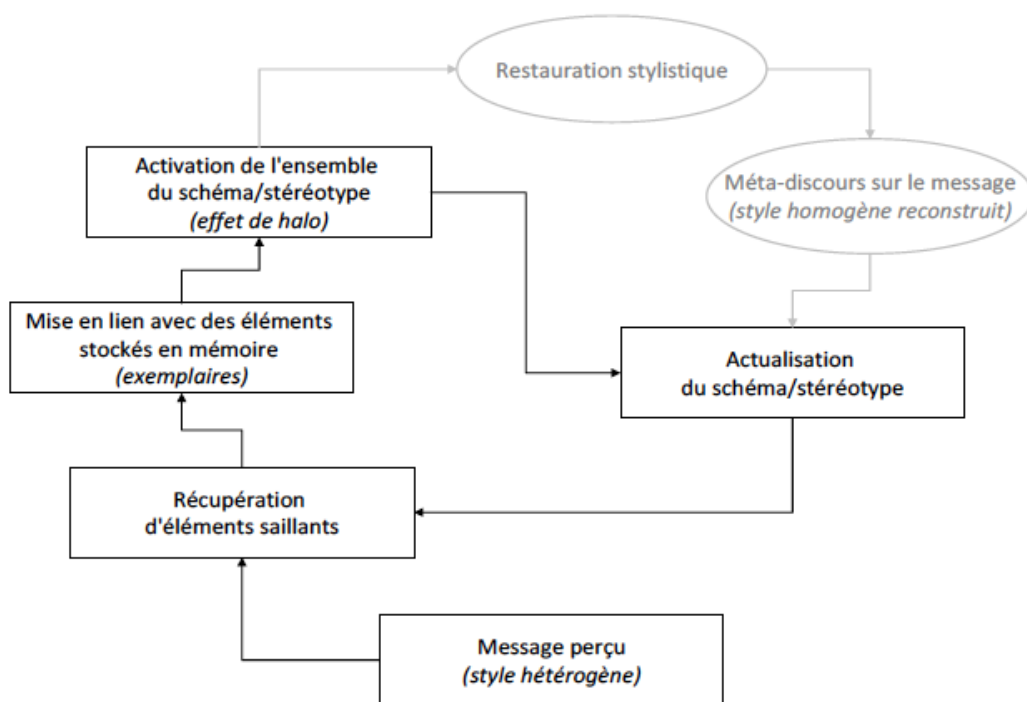 Restauration stylistique
Activation de l'ensemble
du schéma/stéréotype
(effet de halo)
Méta-discours sur le message
(style homogène reconstruit)
Mise en lien avec des éléments
stockés en mémoire
(exemplaires)
Actualisation
du schéma/stéréotype
Récupération
d'éléments saillants
Message perçu
(style hétérogène)